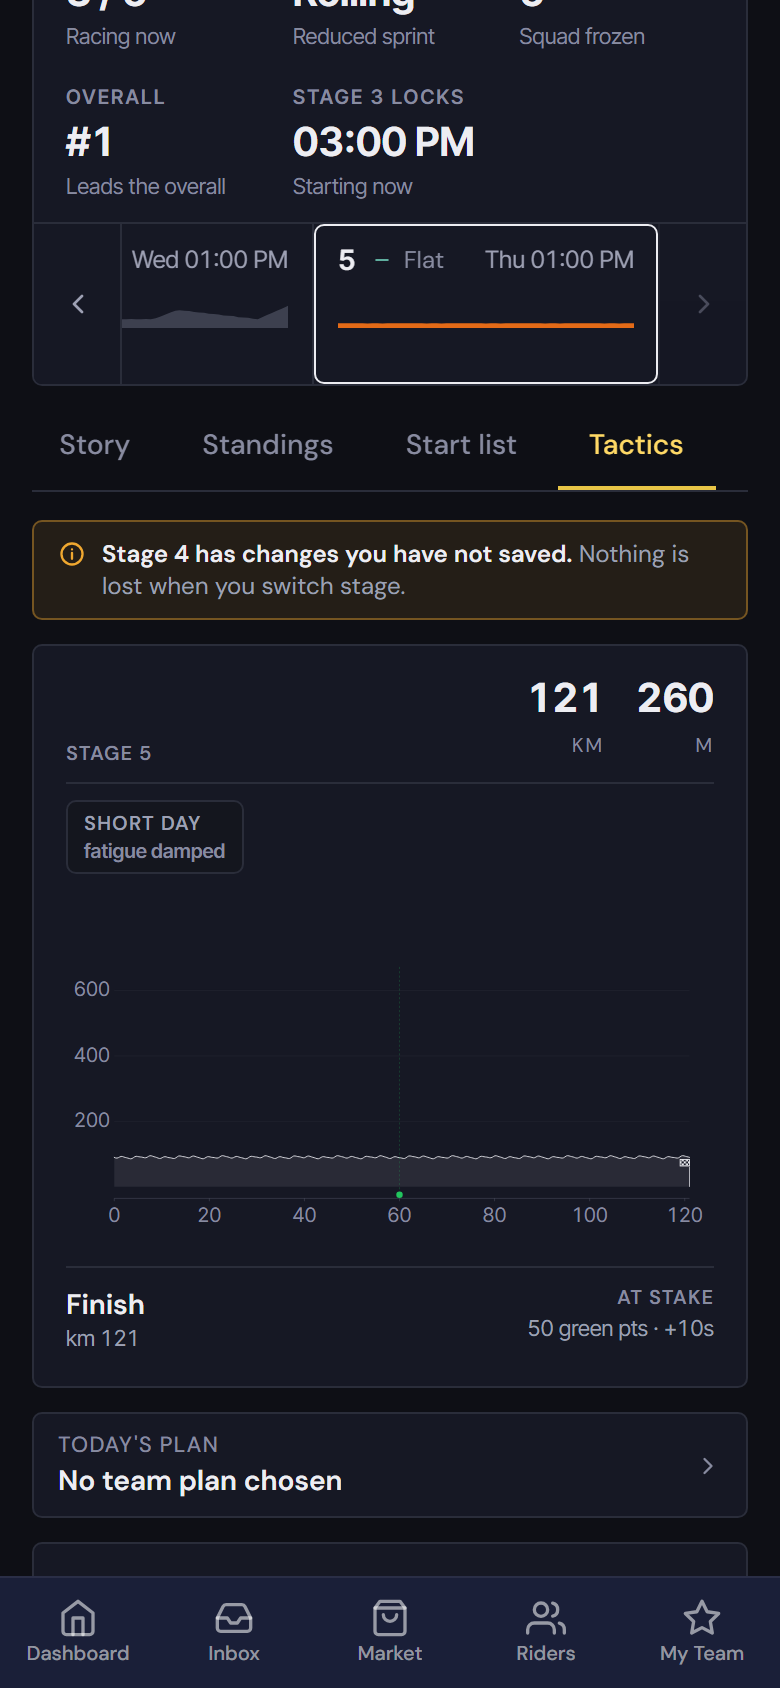 Rolling
Racing now
Reduced sprint
Squad frozen
OVERALL
STAGE 3 LOCKS
#1
03:00 PM
Leads the overall
Starting now
Wed 01:00 PM
5 – Flat Thu 01:00 PM
Story
Standings
Start list
Tactics
Stage 4 has changes you have not saved. Nothing is
lost when you switch stage.
121 260
STAGE 5
KM
M
SHORT DAY
fatigue damped
600
400
200
0 20 40 60 80 100 120
Finish
AT STAKE
km 121
50 green pts · +10s
TODAY'S PLAN
No team plan chosen
Dashboard
Inbox
Market
Riders
My Team